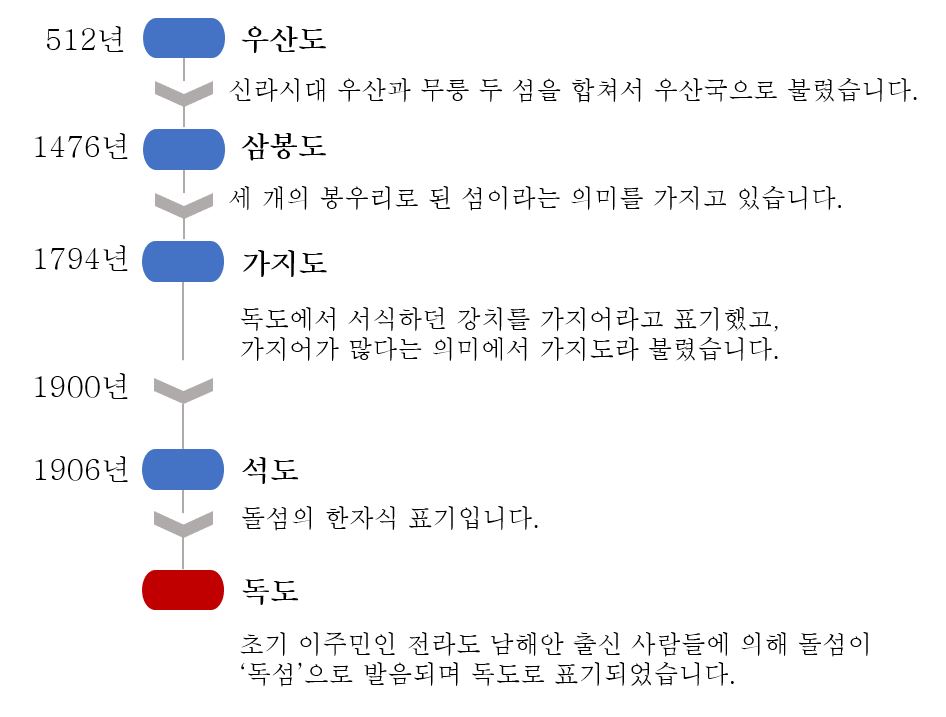 512년 우산도
신라시대 우산과 무릉 두 섬을 합쳐서 우산국으로 불렸습니다.
1476년 삼봉도
세 개의 봉우리로 된 섬이라는 의미를 가지고 있습니다.
1794년 가지도
독도에서 서식하던 강치를 가지어라고 표기했고,
가지어가 많다는 의미에서 가지도라 불렸습니다.
1900년
1906년 석도
돌섬의 한자식 표기입니다.
독도
초기 이주민인 전라도 남해안 출신 사람들에 의해 돌섬이
‘독섬’으로 발음되며 독도로 표기되었습니다.